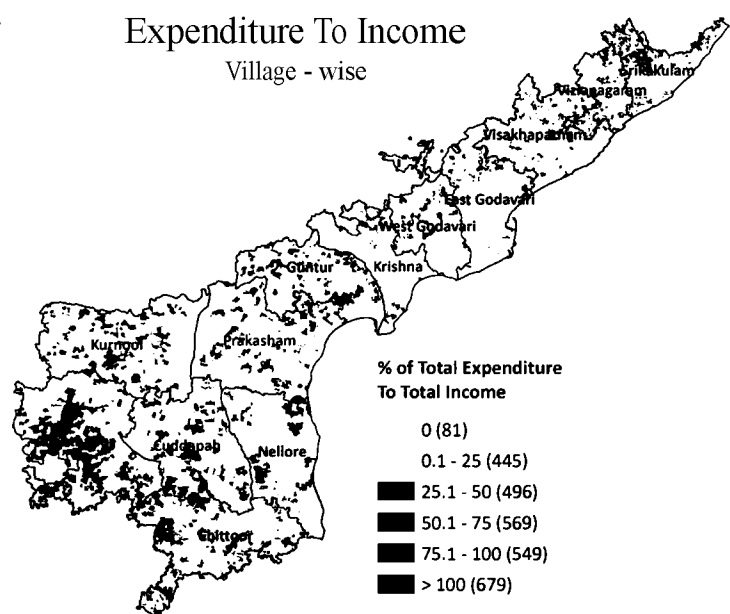 Expenditure To Income
Village - wise
Srikakulam
Vizianagaram
Visakhapatnam
East Godavari
West Godavari
Guntur
Krishna
Kurnool
Prakasham
% of Total Expenditure
To Total Income
0 (81)
0.1 - 25 (445)
Cuddapah
Nellore
25.1 - 50 (496)
50.1 - 75 (569)
Chittoor
75.1 - 100 (549)
> 100 (679)